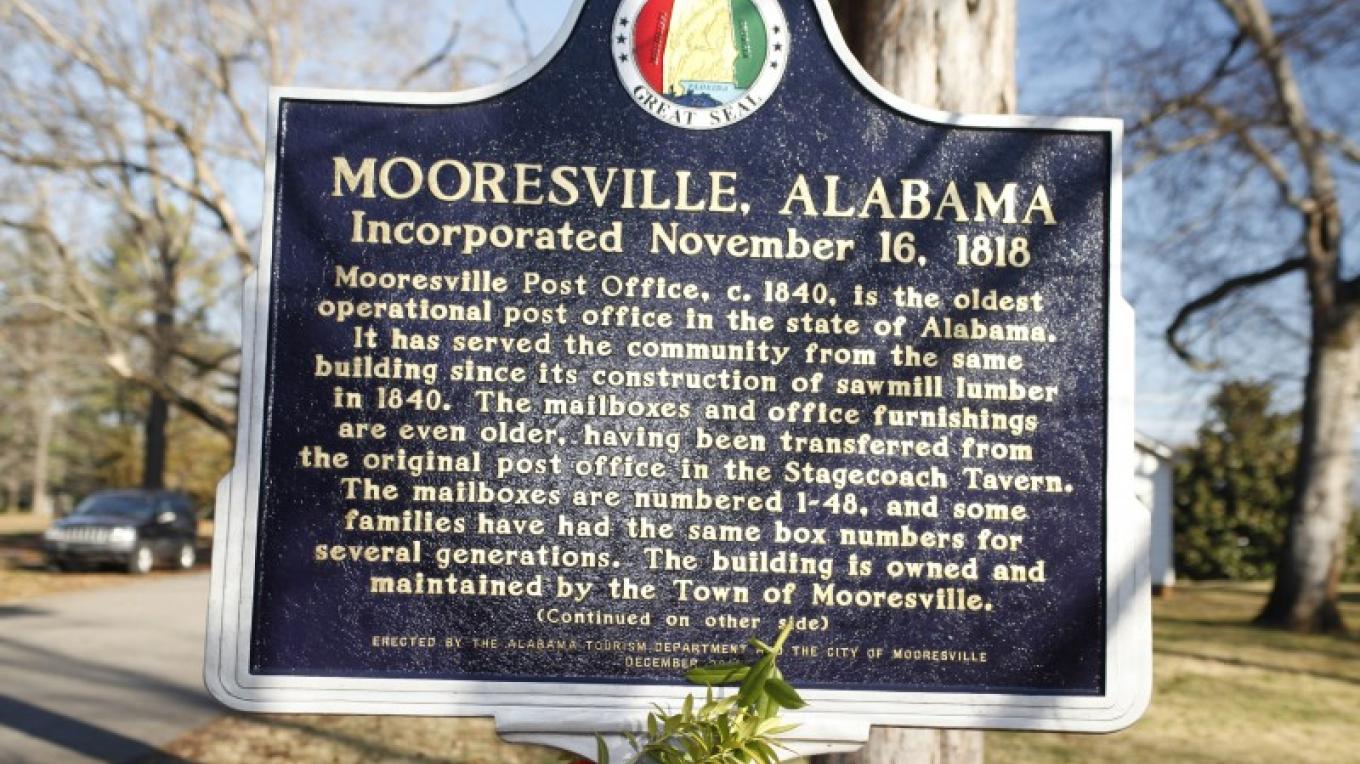 FLORIDA
GREAT SEAL
MOORESVILLE, ALABAMA
Incorporated November 16, 1818
Mooresville Post Office, c. 1840, is the oldest
operational post office in the state of Alabama.
It has served the community from the same
building since its construction of sawmill lumber
in 1840. The mailboxes and office furnishings
are even older, having been transferred from
the original post office in the Stagecoach Tavern.
The mailboxes are numbered 1-48, and some
families have had the same box numbers for
several generations. The building is owned and
maintained by the Town of Mooresville.
(Continued on other side)
ERECTED BY THE ALABAMA TOURISM DEPARTMENT THE CITY OF MOORESVILLE
DECEMBER